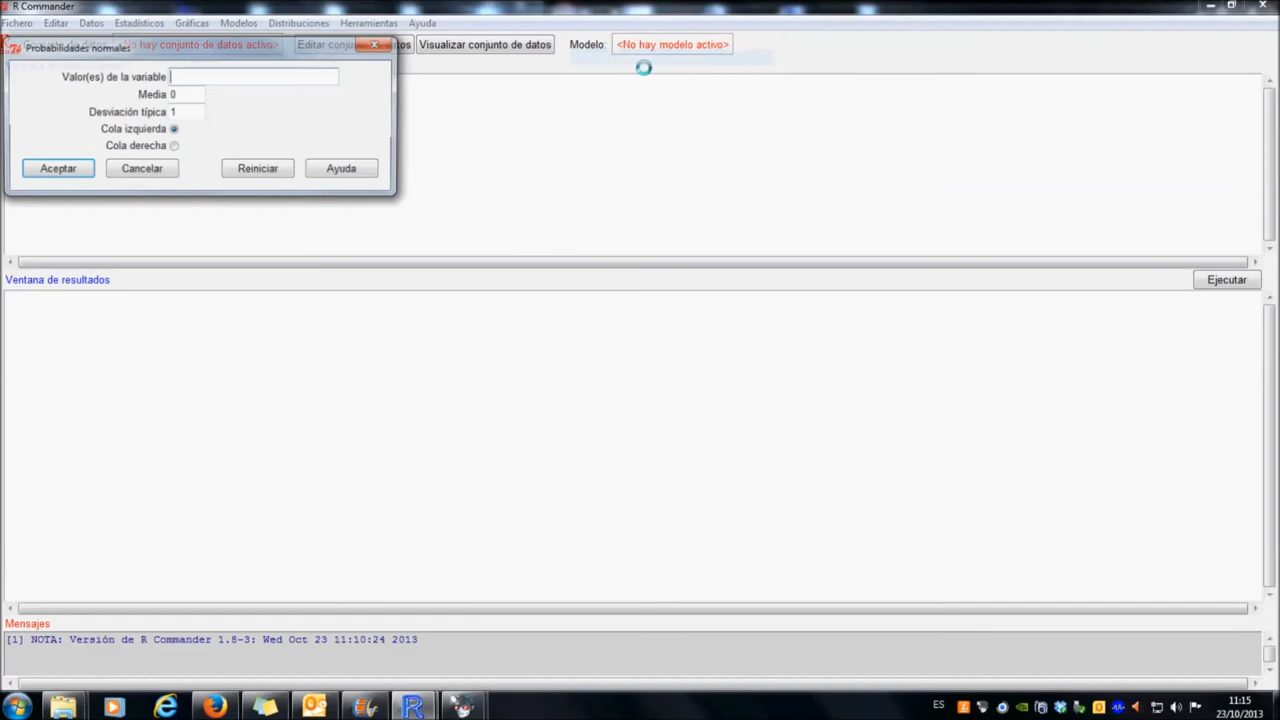 R Commander
Fichero Editar Datos Estadísticos Gráficas Modelos Distribuciones Herramientas Ayuda
Probabilidades normales
No hay conjunto de datos activo> Editar Visualizar conjunto de datos Modelo: <No hay modelo activo>
Valor(es) de la variable
Media 0
Desviación típica 1
Cola izquierda
Cola derecha
Aceptar Cancelar Reiniciar Ayuda
Ventana de resultados Ejecutar
Mensajes
[1] NOTA: Versión de R Commander 1.8-3: Wed Oct 23 11:10:24 2013
ES
11:15
23/10/2013